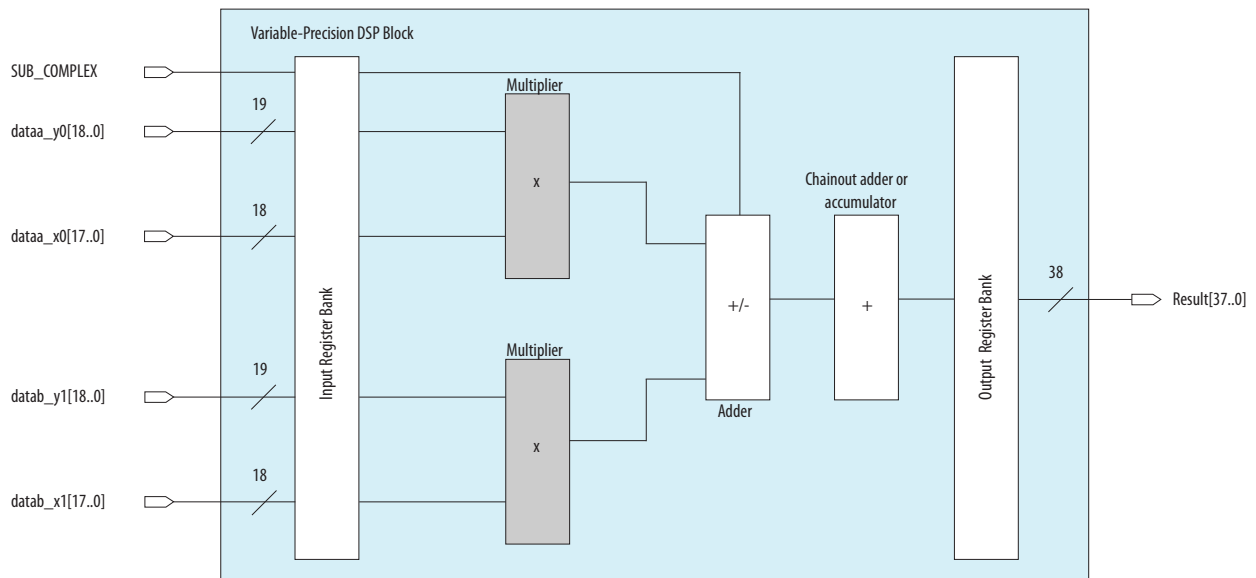 Variable-Precision DSP Block
SUB_COMPLEX
Multiplier
19
dataa_y0[18..0]
x
Chainout adder or
accumulator
18
dataa_x0[17..0]
Input Register Bank
+/-
+
Output Register Bank
38
Result[37..0]
Multiplier
19
datab_y1[18..0]
Adder
x
18
datab_x1[17..0]